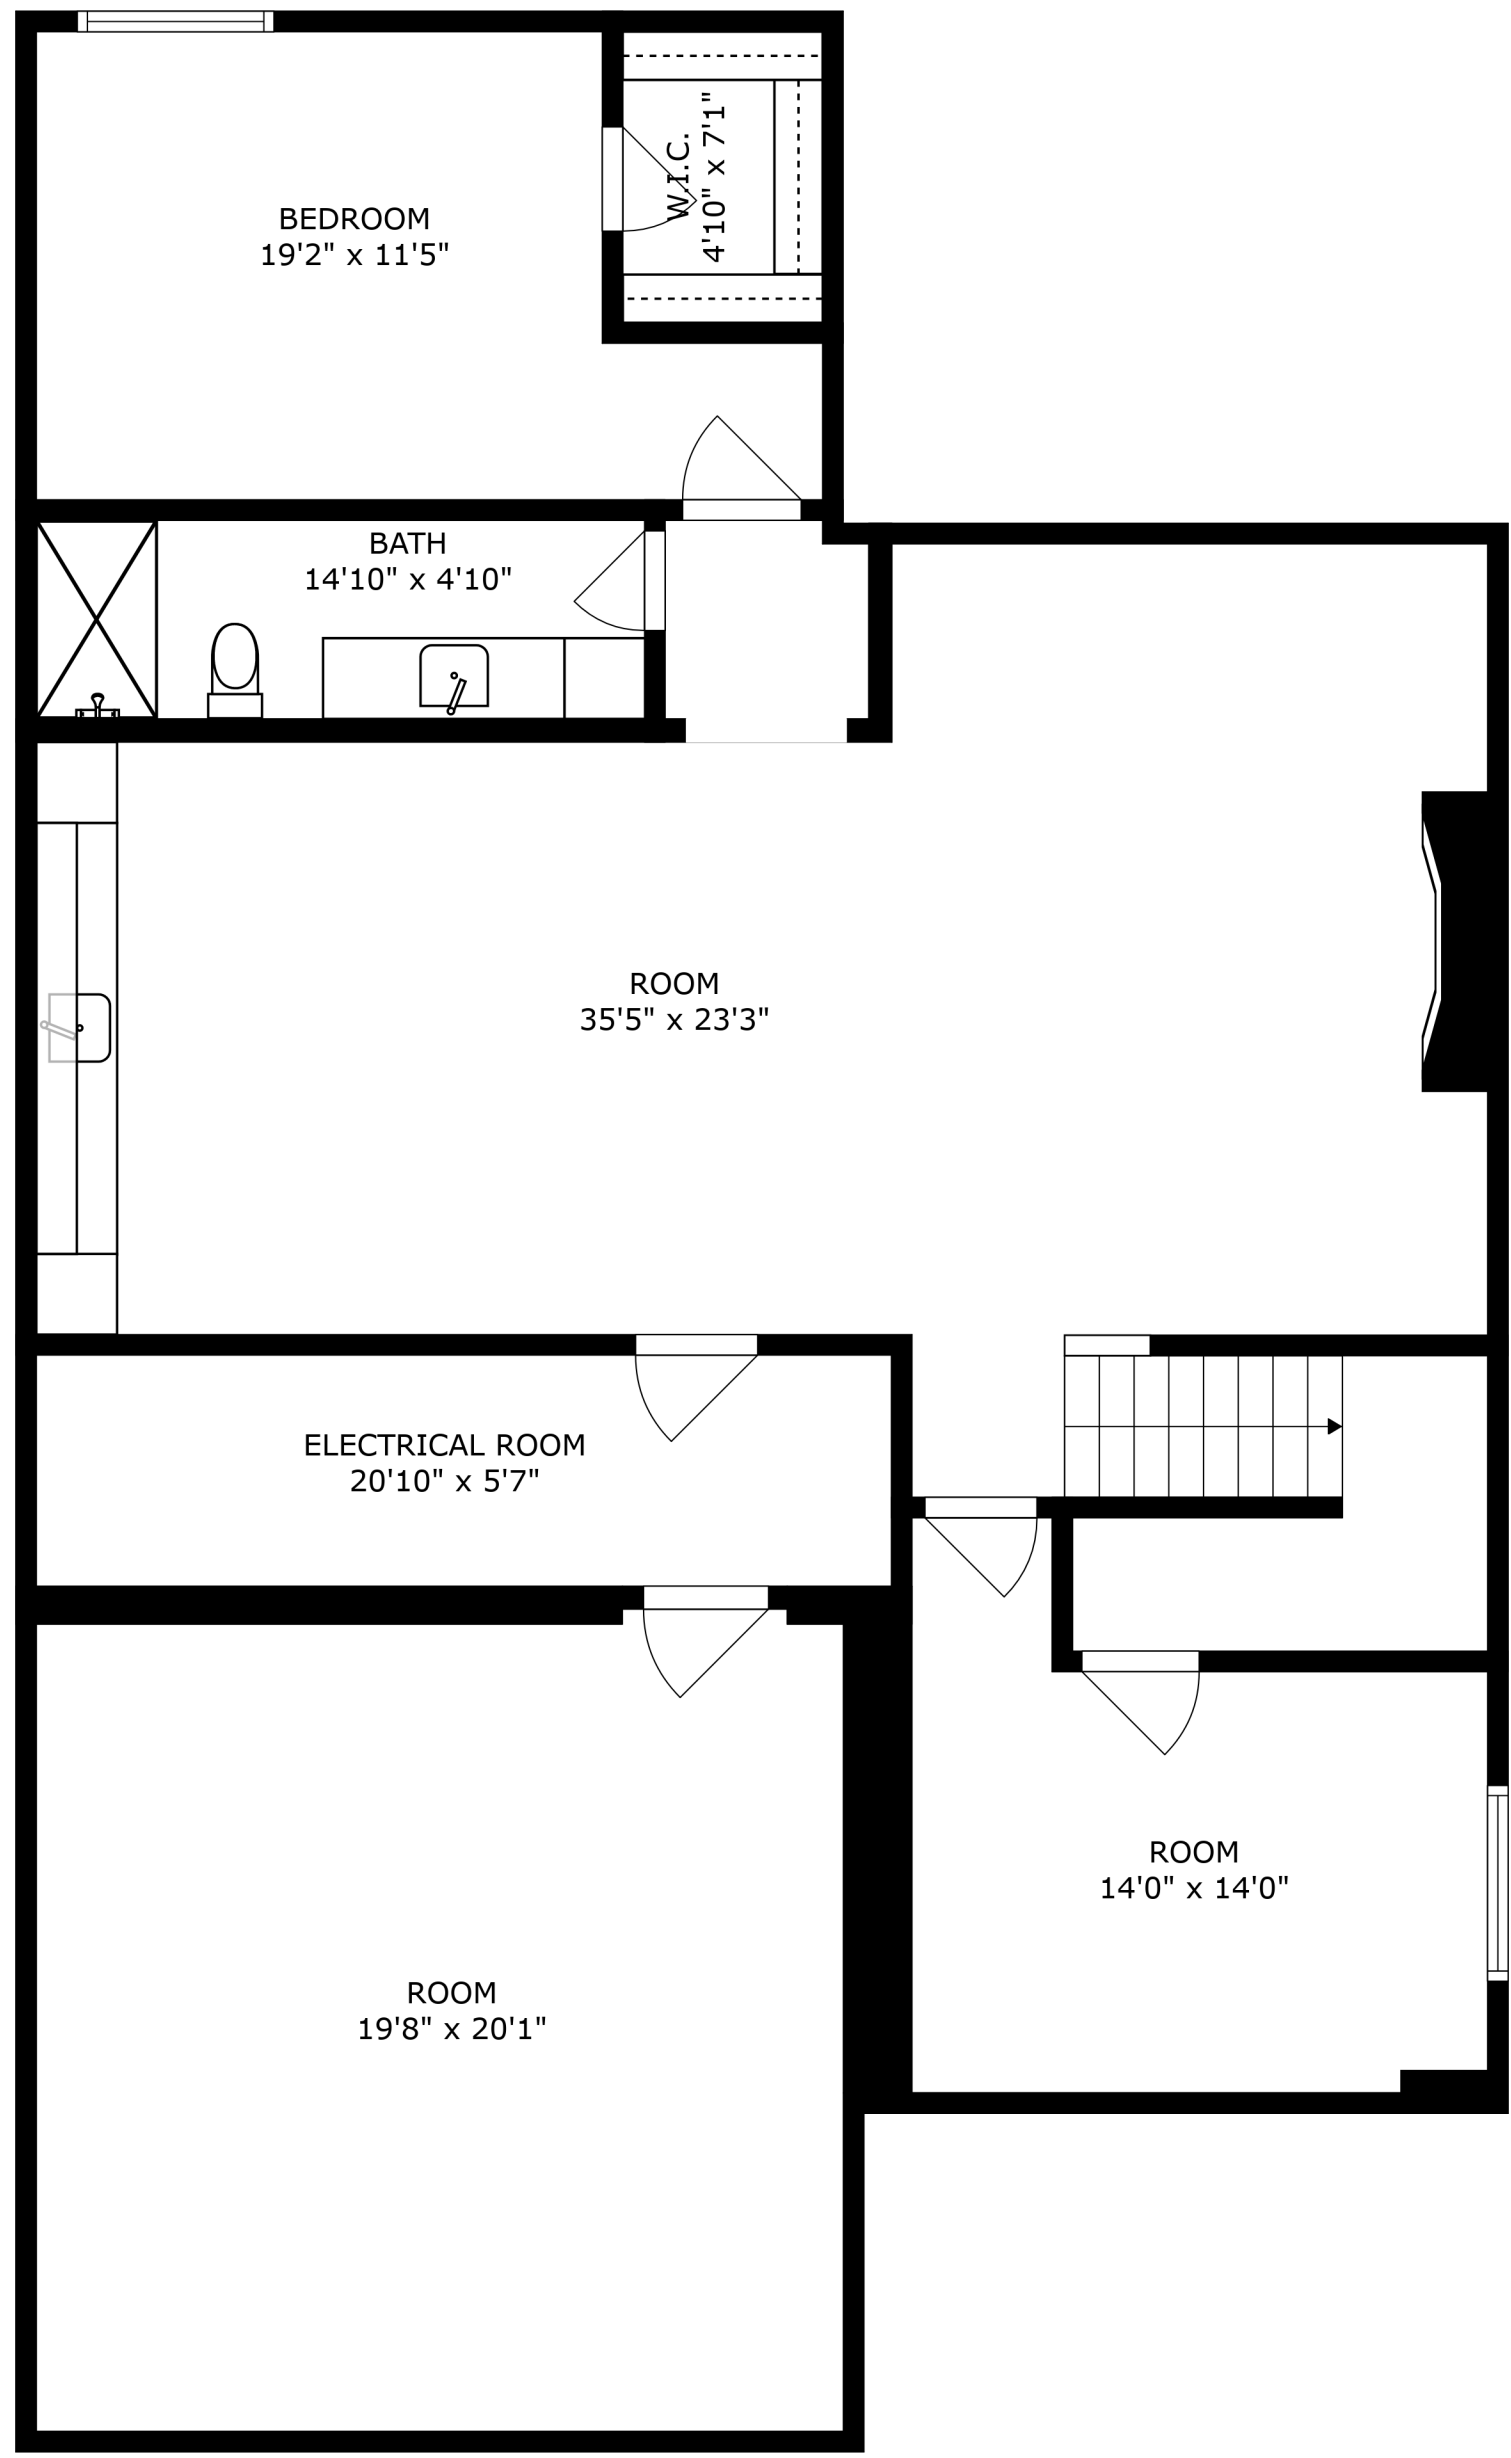 BEDROOM
19'2" x 11'5"
W.I.C.
4'10" x 7'1"
BATH
14'10" x 4'10"
ROOM
35'5" x 23'3"
ELECTRICAL ROOM
20'10" x 5'7"
ROOM
14'0" x 14'0"
ROOM
19'8" x 20'1"